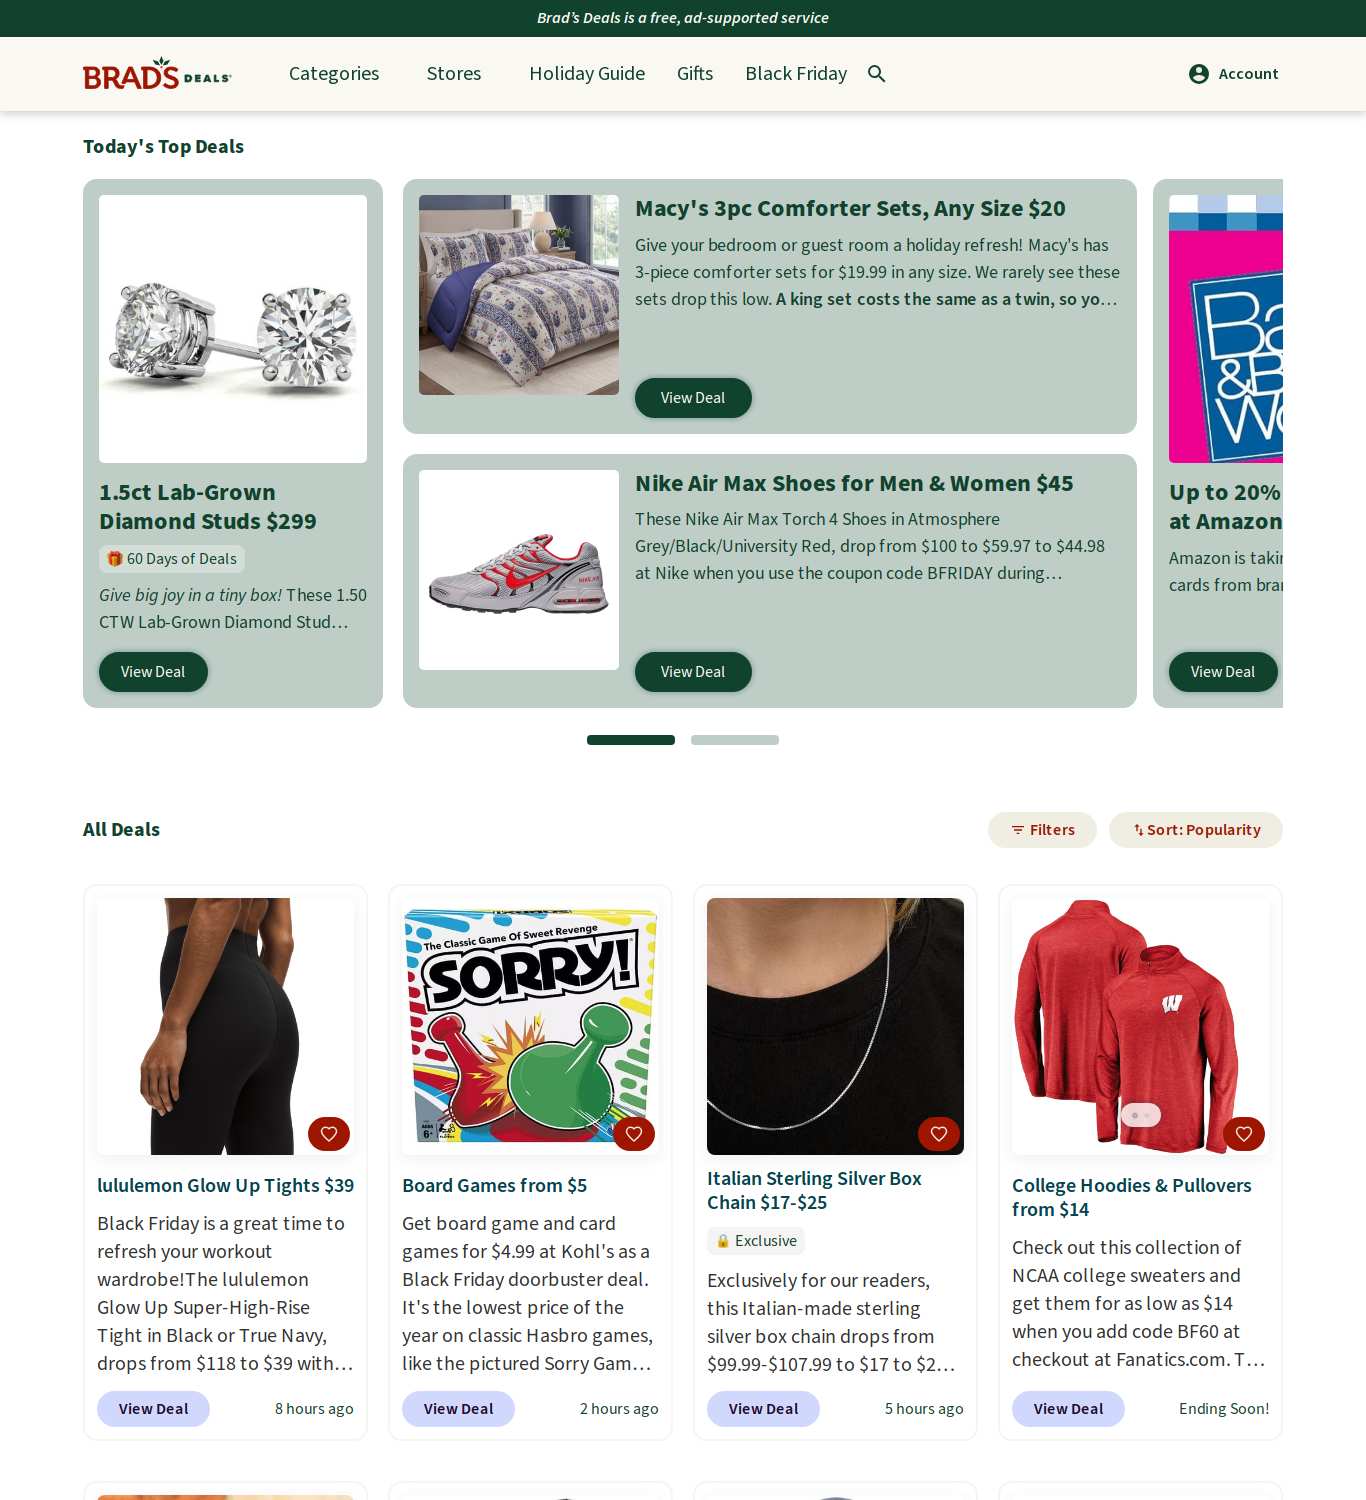 Brad's Deals is a free, ad-supported service
BRAD'S DEALS
Categories
Stores
Holiday Guide
Gifts
Black Friday
Account
Today's Top Deals
1.5ct Lab-Grown
Diamond Studs $299
🎁 60 Days of Deals
Give big joy in a tiny box! These 1.50
CTW Lab-Grown Diamond Stud…
View Deal
Macy's 3pc Comforter Sets, Any Size $20
Give your bedroom or guest room a holiday refresh! Macy's has
3-piece comforter sets for $19.99 in any size. We rarely see these
sets drop this low. A king set costs the same as a twin, so yo…
View Deal
NIKE AIR
Nike Air Max Shoes for Men & Women $45
These Nike Air Max Torch 4 Shoes in Atmosphere
Grey/Black/University Red, drop from $100 to $59.97 to $44.98
at Nike when you use the coupon code BFRIDAY during…
View Deal
Ba
&B
Wo
Up to 20%
at Amazon
Amazon is takin
cards from bran
View Deal
All Deals
Filters
Sort: Popularity
lululemon Glow Up Tights $39
Black Friday is a great time to
refresh your workout
wardrobe!The lululemon
Glow Up Super-High-Rise
Tight in Black or True Navy,
drops from $118 to $39 with…
View Deal
8 hours ago
The Classic Game Of Sweet Revenge
SORRY!
AGES
6+
Board Games from $5
Get board game and card
games for $4.99 at Kohl's as a
Black Friday doorbuster deal.
It's the lowest price of the
year on classic Hasbro games,
like the pictured Sorry Gam…
View Deal
2 hours ago
Italian Sterling Silver Box
Chain $17-$25
🔒 Exclusive
Exclusively for our readers,
this Italian-made sterling
silver box chain drops from
$99.99-$107.99 to $17 to $2…
View Deal
5 hours ago
W
College Hoodies & Pullovers
from $14
Check out this collection of
NCAA college sweaters and
get them for as low as $14
when you add code BF60 at
checkout at Fanatics.com. T…
View Deal
Ending Soon!